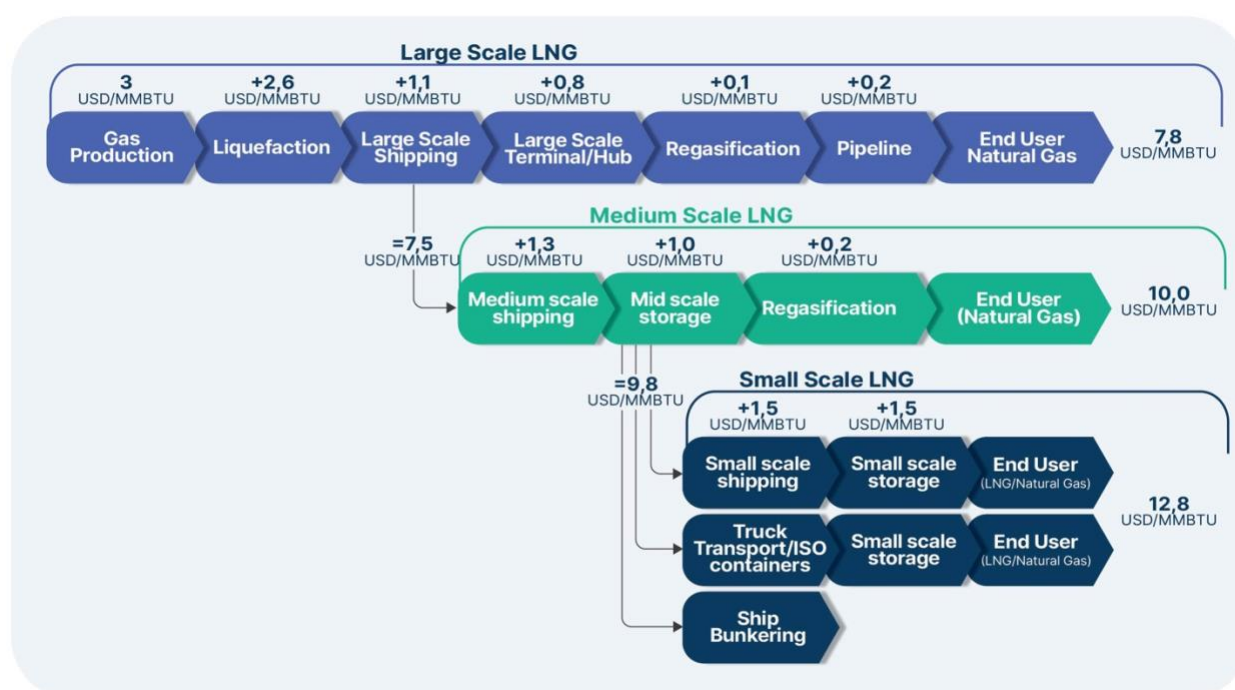 Large Scale LNG
3
USD/MMBTU
+2,6
USD/MMBTU
+1,1
USD/MMBTU
+0,8
USD/MMBTU
+0,1
USD/MMBTU
+0,2
USD/MMBTU
Gas
Production
Liquefaction
Large Scale
Shipping
Large Scale
Terminal/Hub
Regasification
Pipeline
End User
Natural Gas
7,8
USD/MMBTU
Medium Scale LNG
=7,5
USD/MMBTU
+1,3
USD/MMBTU
+1,0
USD/MMBTU
+0,2
USD/MMBTU
Medium scale
shipping
Mid scale
storage
Regasification
End User
(Natural Gas)
10,0
USD/MMBTU
=9,8
USD/MMBTU
Small Scale LNG
+1,5
USD/MMBTU
+1,5
USD/MMBTU
Small scale
shipping
Small scale
storage
End User
(LNG/Natural Gas)
12,8
USD/MMBTU
Truck
Transport/ISO
containers
Small scale
storage
End User
(LNG/Natural Gas)
Ship
Bunkering